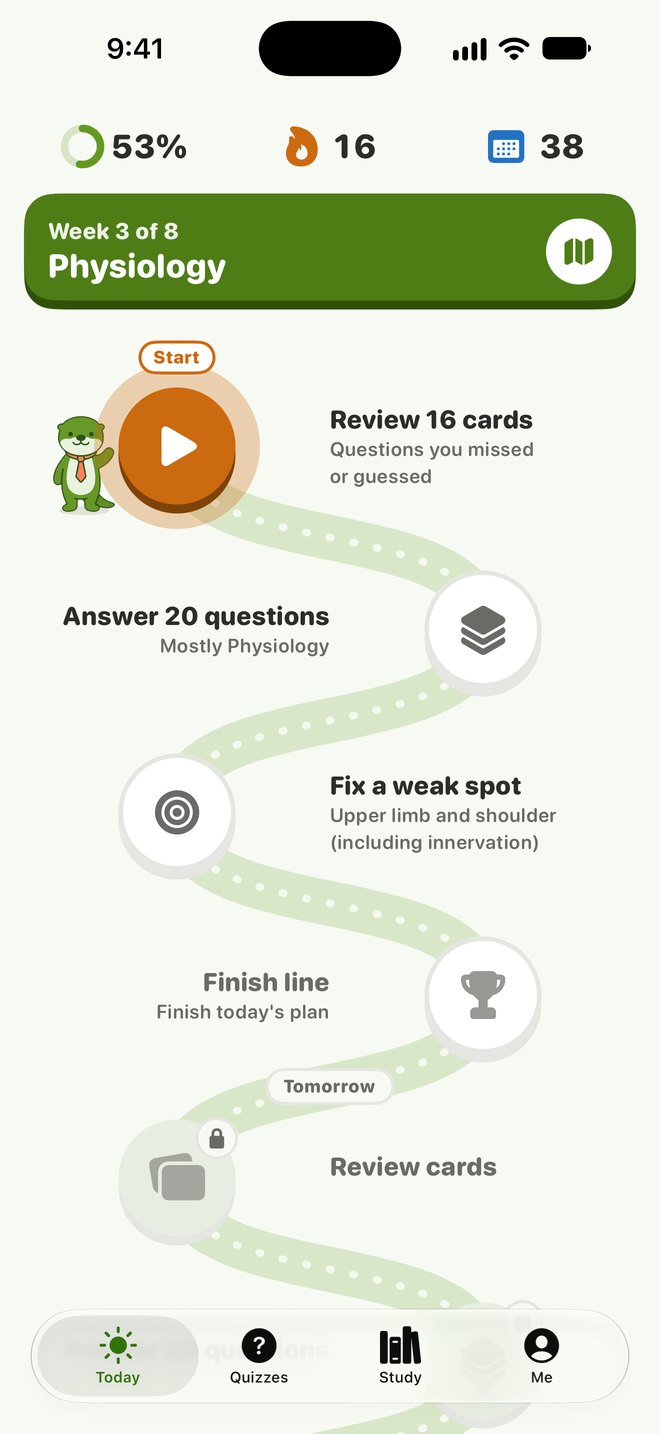 9:41
53%
16
38
Week 3 of 8
Physiology
Start
Review 16 cards
Questions you missed
or guessed
Answer 20 questions
Mostly Physiology
Fix a weak spot
Upper limb and shoulder
(including innervation)
Finish line
Finish today's plan
Tomorrow
Review cards
Today
Quizzes
Study
Me